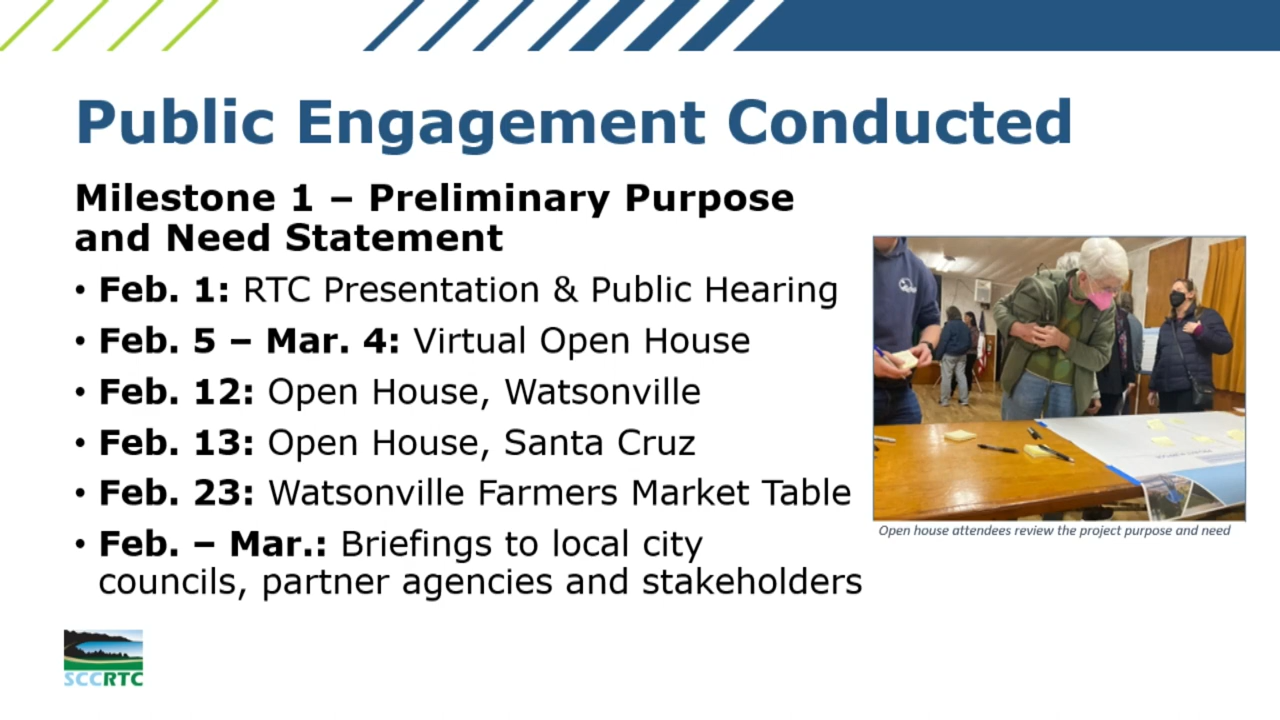 Public Engagement Conducted
Milestone 1 – Preliminary Purpose
and Need Statement
• Feb. 1: RTC Presentation & Public Hearing
• Feb. 5 – Mar. 4: Virtual Open House
• Feb. 12: Open House, Watsonville
• Feb. 13: Open House, Santa Cruz
• Feb. 23: Watsonville Farmers Market Table
• Feb. – Mar.: Briefings to local city
councils, partner agencies and stakeholders
Open house attendees review the project purpose and need
SCCRTC